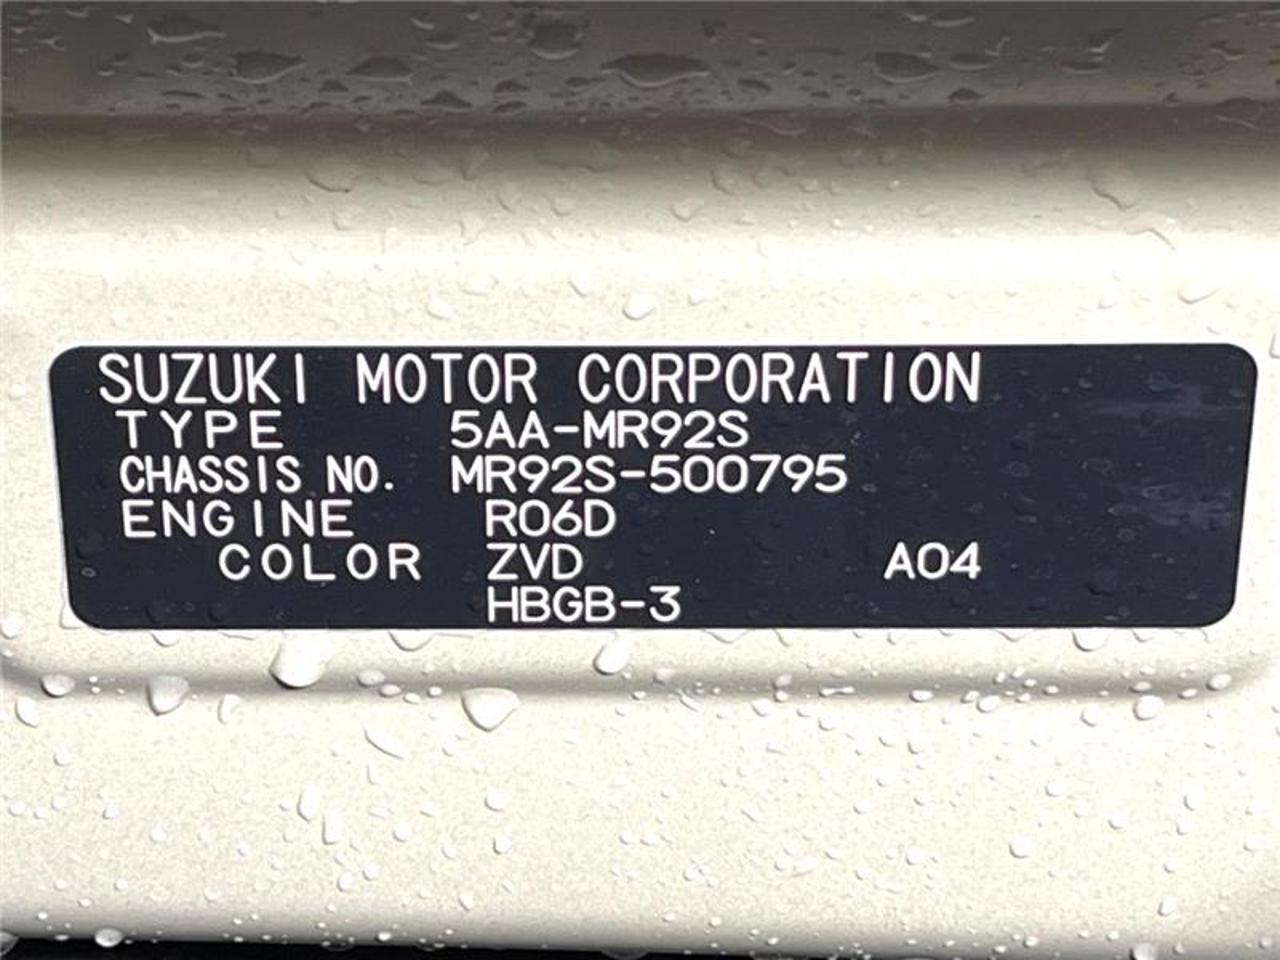 SUZUKI MOTOR CORPORATION
TYPE 5AA-MR92S
CHASSIS NO. MR92S-500795
ENGINE R06D
COLOR ZVD A04
HBGB-3